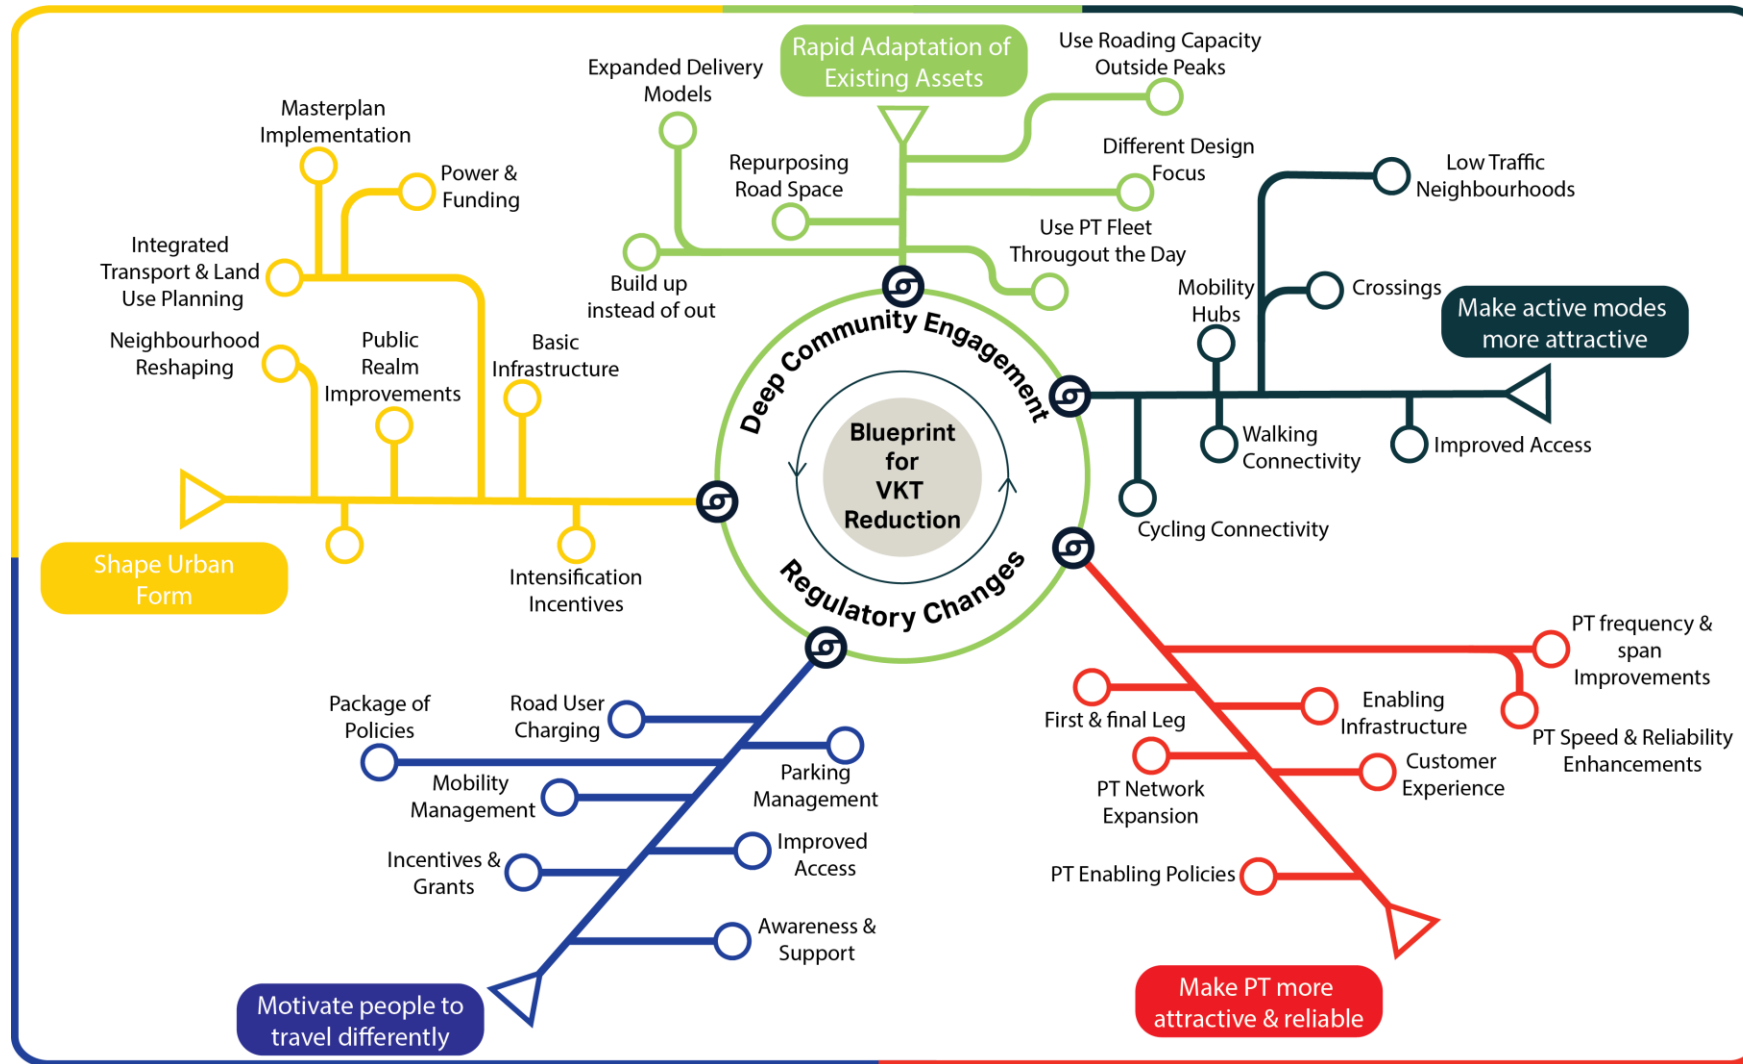 Rapid Adaptation of
Existing Assets
Use Roading Capacity
Outside Peaks
Expanded Delivery
Models
Masterplan
Implementation
Power &
Funding
Repurposing
Road Space
Different Design
Focus
Low Traffic
Neighbourhoods
Integrated
Transport & Land
Use Planning
Build up
instead of out
Use PT Fleet
Througout the Day
Mobility
Hubs
Crossings
Make active modes
more attractive
Neighbourhood
Reshaping
Public
Realm
Improvements
Basic
Infrastructure
Deep Community Engagement
Blueprint
for
VKT
Reduction
Regulatory Changes
Walking
Connectivity
Improved Access
Cycling Connectivity
Shape Urban
Form
Intensification
Incentives
Package of
Policies
Road User
Charging
Mobility
Management
Parking
Management
Incentives &
Grants
Improved
Access
Awareness &
Support
Motivate people to
travel differently
PT frequency &
span
Improvements
First & final Leg
Enabling
Infrastructure
PT Speed & Reliability
Enhancements
PT Network
Expansion
Customer
Experience
PT Enabling Policies
Make PT more
attractive & reliable